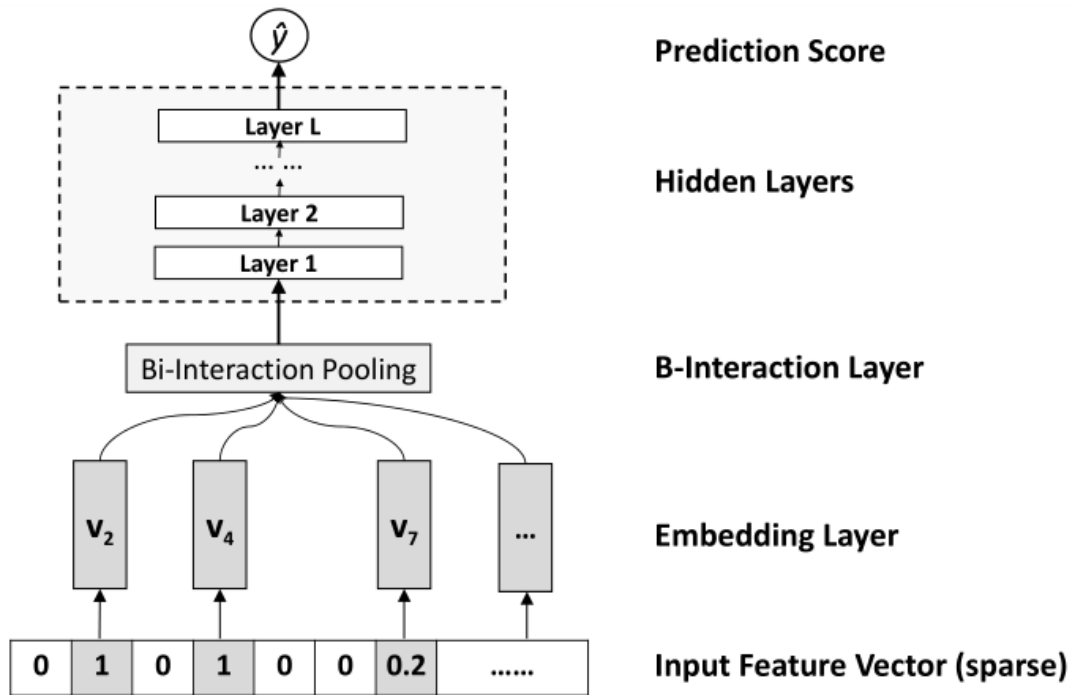 ŷ Prediction Score
Layer L
... ...
Hidden Layers
Layer 2
Layer 1
Bi-Interaction Pooling B-Interaction Layer
v2 v4 v7 ... Embedding Layer
0 1 0 1 0 0 0.2 ...... Input Feature Vector (sparse)